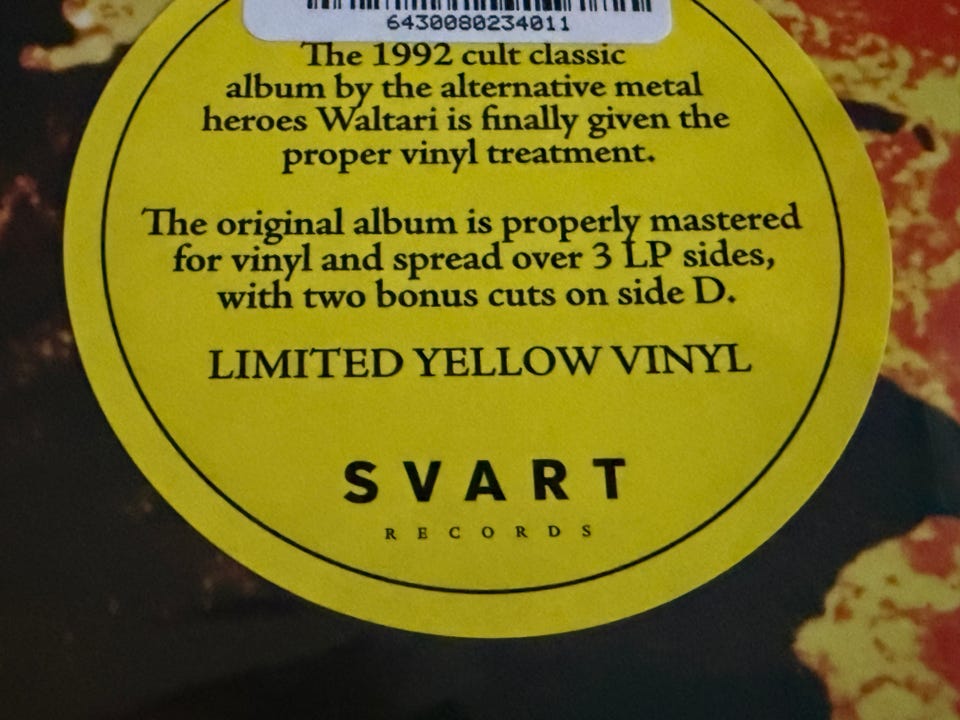 6430080234011
The 1992 cult classic
album by the alternative metal
heroes Waltari is finally given the
proper vinyl treatment.
The original album is properly mastered
for vinyl and spread over 3 LP sides,
with two bonus cuts on side D.
LIMITED YELLOW VINYL
SVART
RECORDS